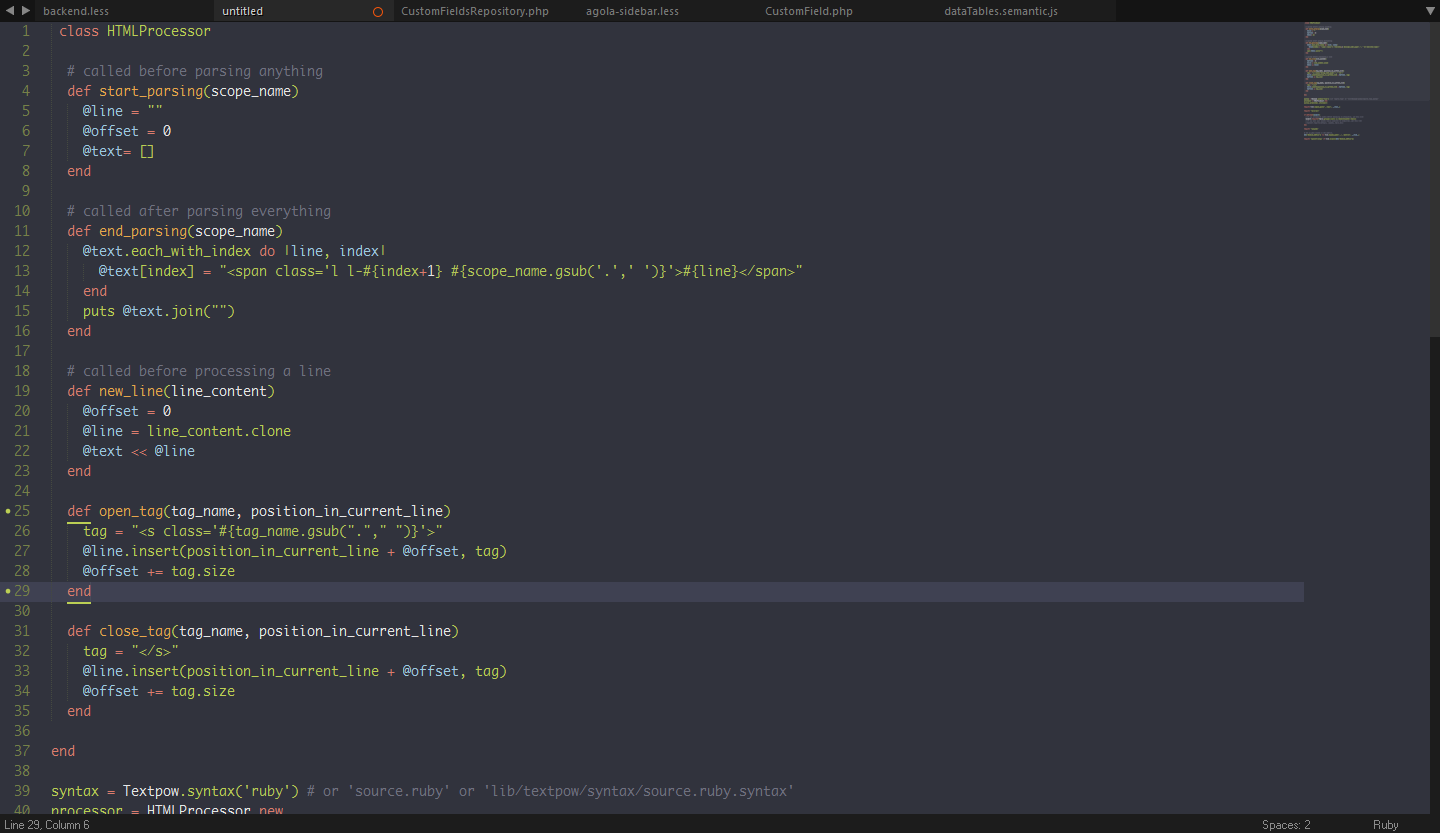 backend.less untitled CustomFieldsRepository.php agola-sidebar.less CustomField.php dataTables.semantic.js
1 class HTMLProcessor
2
3 # called before parsing anything
4 def start_parsing(scope_name)
5 @line = ""
6 @offset = 0
7 @text= []
8 end
9
10 # called after parsing everything
11 def end_parsing(scope_name)
12 @text.each_with_index do |line, index|
13 @text[index] = "<span class='l l-#{index+1} #{scope_name.gsub('.',' ')}'>#{line}</span>"
14 end
15 puts @text.join("")
16 end
17
18 # called before processing a line
19 def new_line(line_content)
20 @offset = 0
21 @line = line_content.clone
22 @text << @line
23 end
24
25 def open_tag(tag_name, position_in_current_line)
26 tag = "<s class='#{tag_name.gsub("."," ")}'>"
27 @line.insert(position_in_current_line + @offset, tag)
28 @offset += tag.size
29 end
30
31 def close_tag(tag_name, position_in_current_line)
32 tag = "</s>"
33 @line.insert(position_in_current_line + @offset, tag)
34 @offset += tag.size
35 end
36
37 end
38
39 syntax = Textpow.syntax('ruby') # or 'source.ruby' or 'lib/textpow/syntax/source.ruby.syntax'
40 processor = HTMLProcessor.new
Line 29, Column 6 Spaces: 2 Ruby